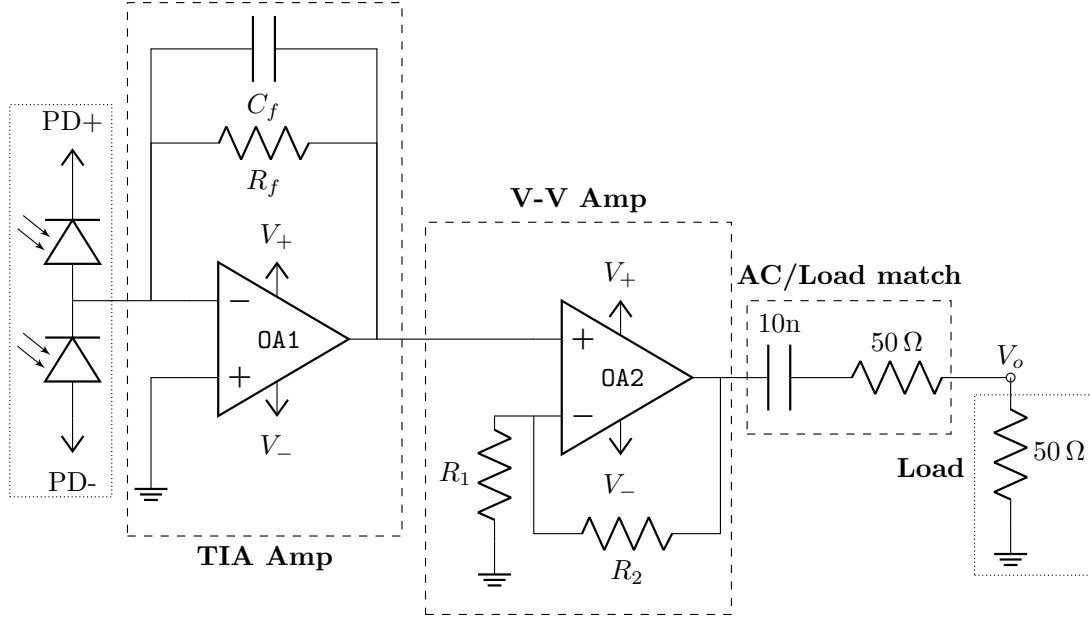 PD+
PD-
C_f
R_f
V_+
OA1
V_−
− 
+
TIA Amp
V-V Amp
V_+
+
OA2
−
V_−
R_1
R_2
AC/Load match
10n
50 Ω
V_o
Load
50 Ω